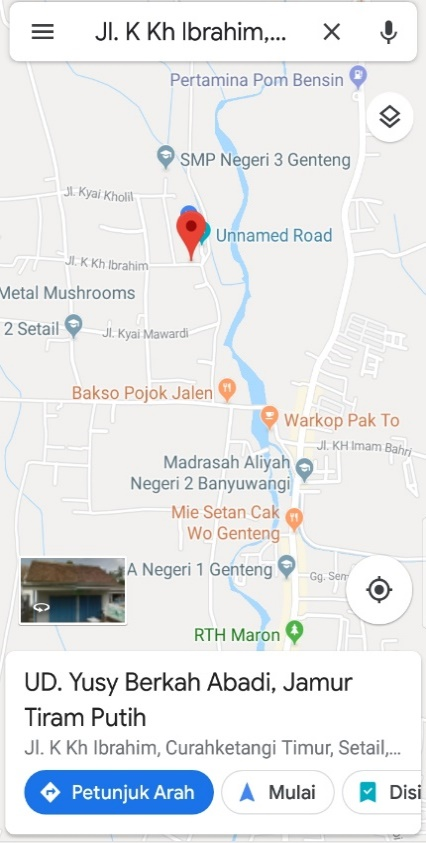 Jl. K Kh Ibrahim,...
Pertamina Pom Bensin
SMP Negeri 3 Genteng
Jl. Kyai Kholil
Unnamed Road
Jl. K Kh Ibrahim
Metal Mushrooms
2 Setail
Jl. Kyai Mawardi
Bakso Pojok Jalen
Warkop Pak To
Jl. KH Imam Bahri
Madrasah Aliyah
Negeri 2 Banyuwangi
Mie Setan Cak
Wo Genteng
A Negeri 1 Genteng
Gg. Sem
RTH Maron
UD. Yusy Berkah Abadi, Jamur
Tiram Putih
Jl. K Kh Ibrahim, Curahketangi Timur, Setail,...
Petunjuk Arah
Mulai
Disi